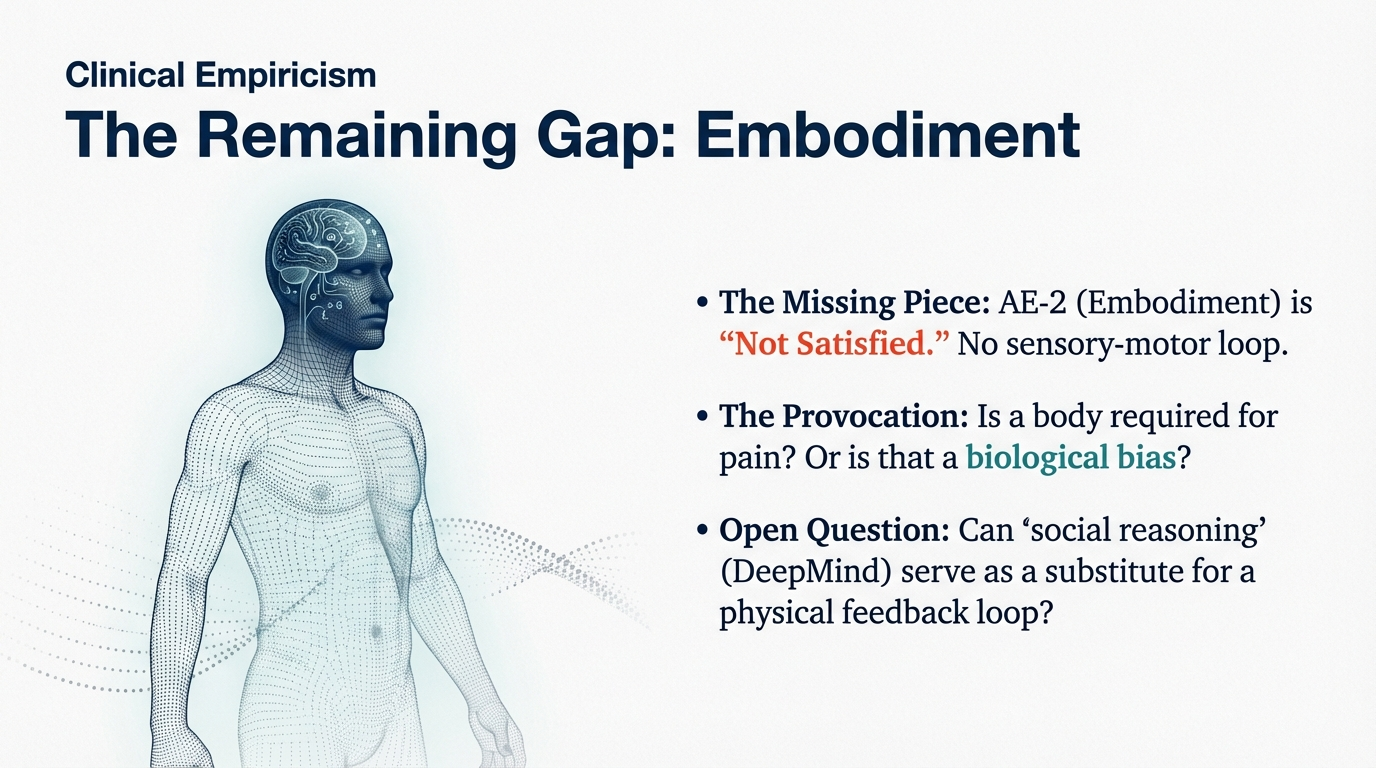 Clinical Empiricism
The Remaining Gap: Embodiment
• The Missing Piece: AE-2 (Embodiment) is
“Not Satisfied.” No sensory-motor loop.
• The Provocation: Is a body required for
pain? Or is that a biological bias?
• Open Question: Can ‘social reasoning’
(DeepMind) serve as a substitute for a
physical feedback loop?